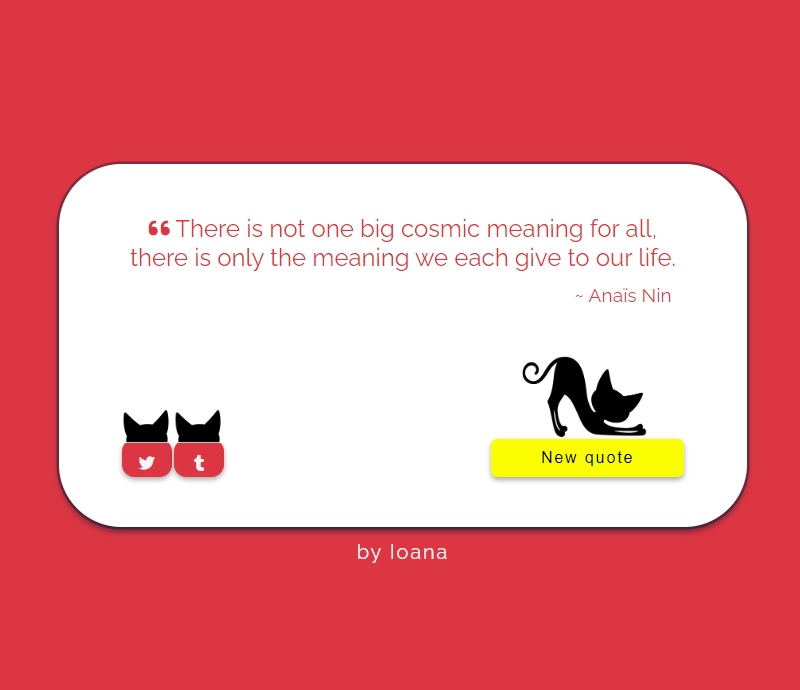 There is not one big cosmic meaning for all,
there is only the meaning we each give to our life.
~ Anaïs Nin
New quote
by Ioana